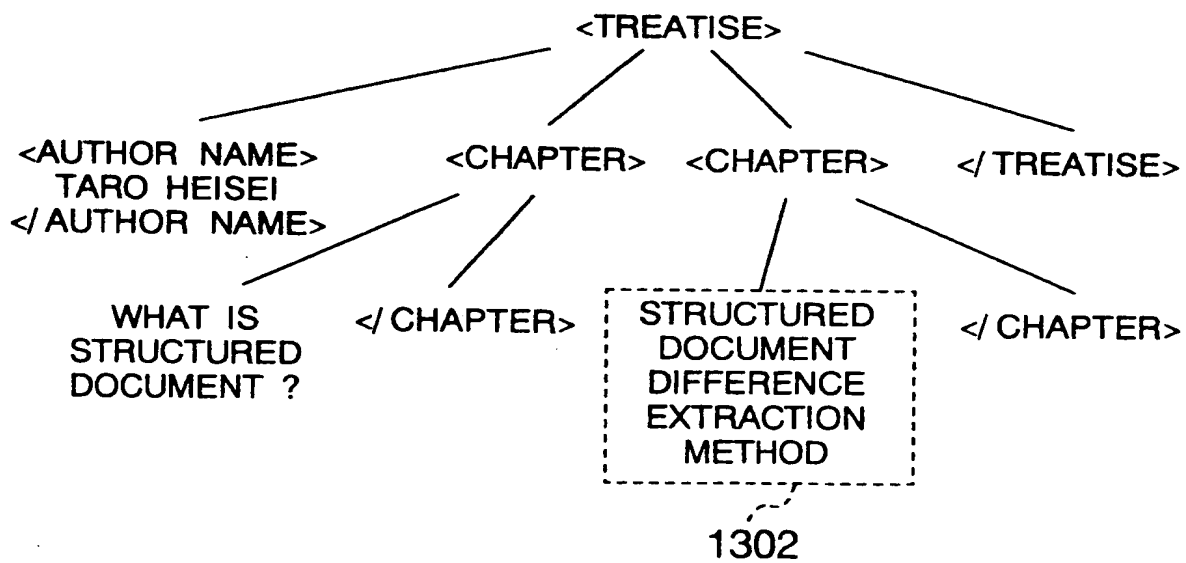 <TREATISE>
<AUTHOR NAME>
TARO HEISEI
</AUTHOR NAME>
<CHAPTER>
<CHAPTER>
</TREATISE>
WHAT IS
STRUCTURED
DOCUMENT ?
</CHAPTER>
STRUCTURED
DOCUMENT
DIFFERENCE
EXTRACTION
METHOD
</CHAPTER>
1302